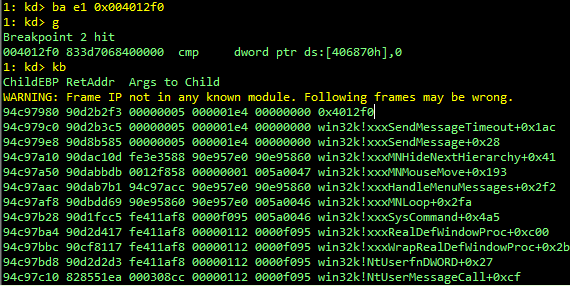 1: kd> ba e1 0x004012f0
1: kd> g
Breakpoint 2 hit
004012f0 833d7068400000  cmp     dword ptr ds:[406870h],0
1: kd> kb
ChildEBP RetAddr  Args to Child
WARNING: Frame IP not in any known module. Following frames may be wrong.
94c97980 90d2b2f3 00000005 000001e4 00000000 0x4012f0
94c979c0 90d2b3c5 00000005 000001e4 00000000 win32k!xxxSendMessageTimeout+0x1ac
94c979e8 90d8b585 00000005 000001e4 00000000 win32k!xxxSendMessage+0x28
94c97a10 90dac10d fe3e3588 90e957e0 90e95860 win32k!xxxMNHideNextHierarchy+0x41
94c97a50 90dabbdb 0012f858 00000001 005a0047 win32k!xxxMNMouseMove+0x193
94c97aac 90dab7b1 94c97acc 90e957e0 90e95860 win32k!xxxHandleMenuMessages+0x2f2
94c97af8 90dbdd69 90e95860 90e957e0 005a0046 win32k!xxxMNLoop+0x2fa
94c97b28 90d1fcc5 fe411af8 0000f095 005a0046 win32k!xxxSysCommand+0x4a5
94c97ba4 90d2d417 fe411af8 00000112 0000f095 win32k!xxxRealDefWindowProc+0xc00
94c97bbc 90cf8117 fe411af8 00000112 0000f095 win32k!xxxWrapRealDefWindowProc+0x2b
94c97bd8 90d2d2d3 fe411af8 00000112 0000f095 win32k!NtUserfnDWORD+0x27
94c97c10 828551ea 000308cc 00000112 0000f095 win32k!NtUserMessageCall+0xcf